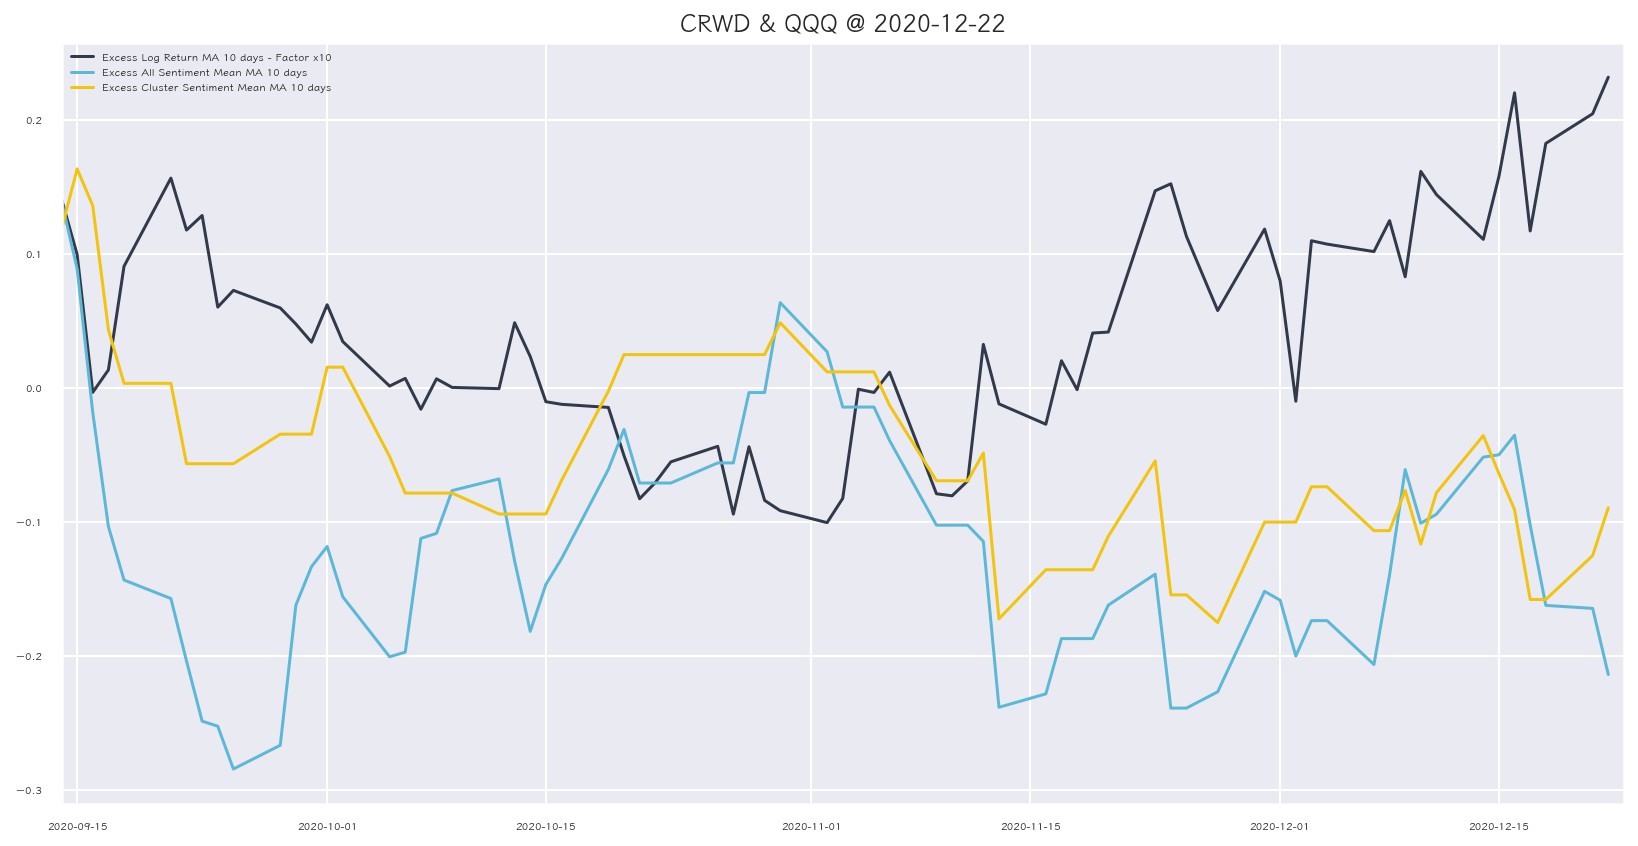 CRWD & QQQ @ 2020-12-22
Excess Log Return MA 10 days - Factor x10
Excess All Sentiment Mean MA 10 days
Excess Cluster Sentiment Mean MA 10 days
0.2
0.1
0.0
−0.1
−0.2
−0.3
2020-09-15 2020-10-01 2020-10-15 2020-11-01 2020-11-15 2020-12-01 2020-12-15